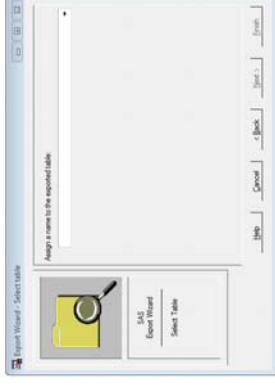 Export Wizard - Select table
SAS
Export Wizard
Select Table
Assign a name to the exported table:
Help
Cancel
< Back
Next >
Finish